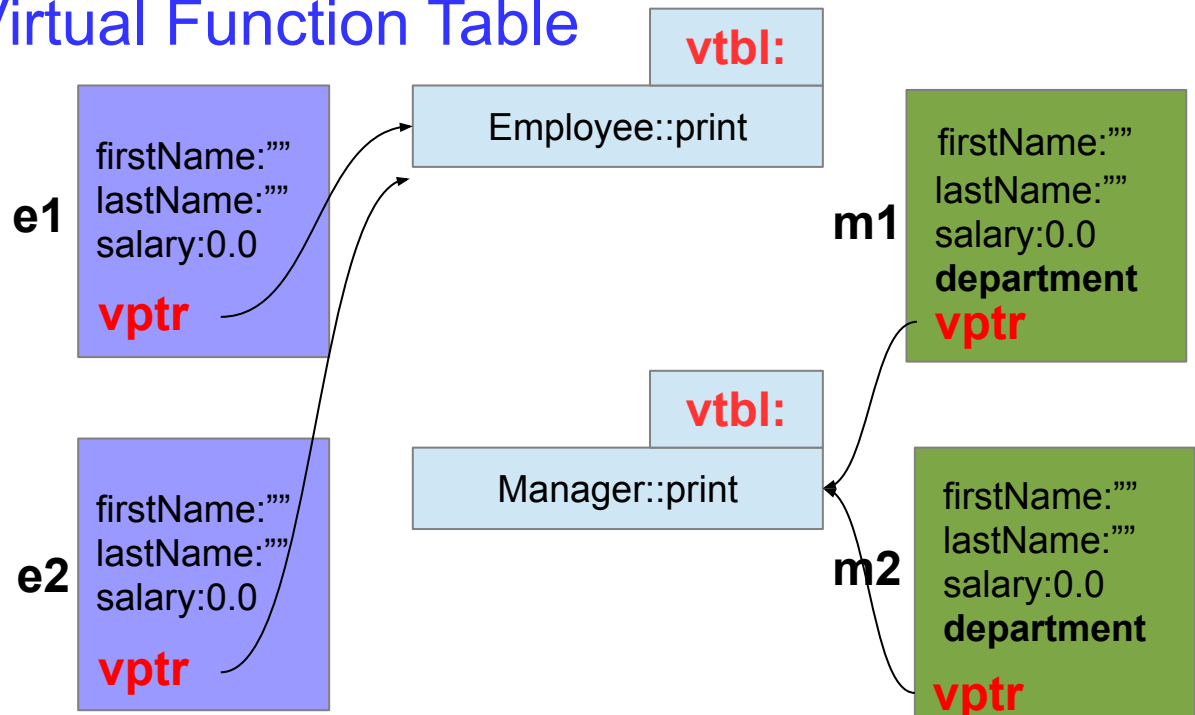 Virtual Function Table
vtbl:
Employee::print
e1
firstName:””
lastName:””
salary:0.0
vptr
m1
firstName:””
lastName:””
salary:0.0
department
vptr
vtbl:
Manager::print
e2
firstName:””
lastName:””
salary:0.0
vptr
m2
firstName:””
lastName:””
salary:0.0
department
vptr